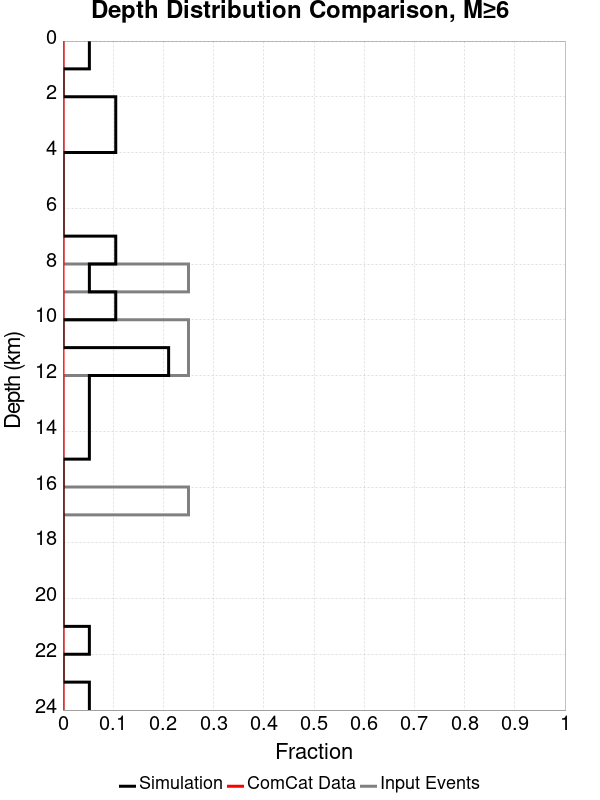 Depth Distribution Comparison, M≥6
0
2
4
6
8
10
12
14
16
18
20
22
24
Depth (km)
0 0.1 0.2 0.3 0.4 0.5 0.6 0.7 0.8 0.9 1
Fraction
Simulation ComCat Data Input Events